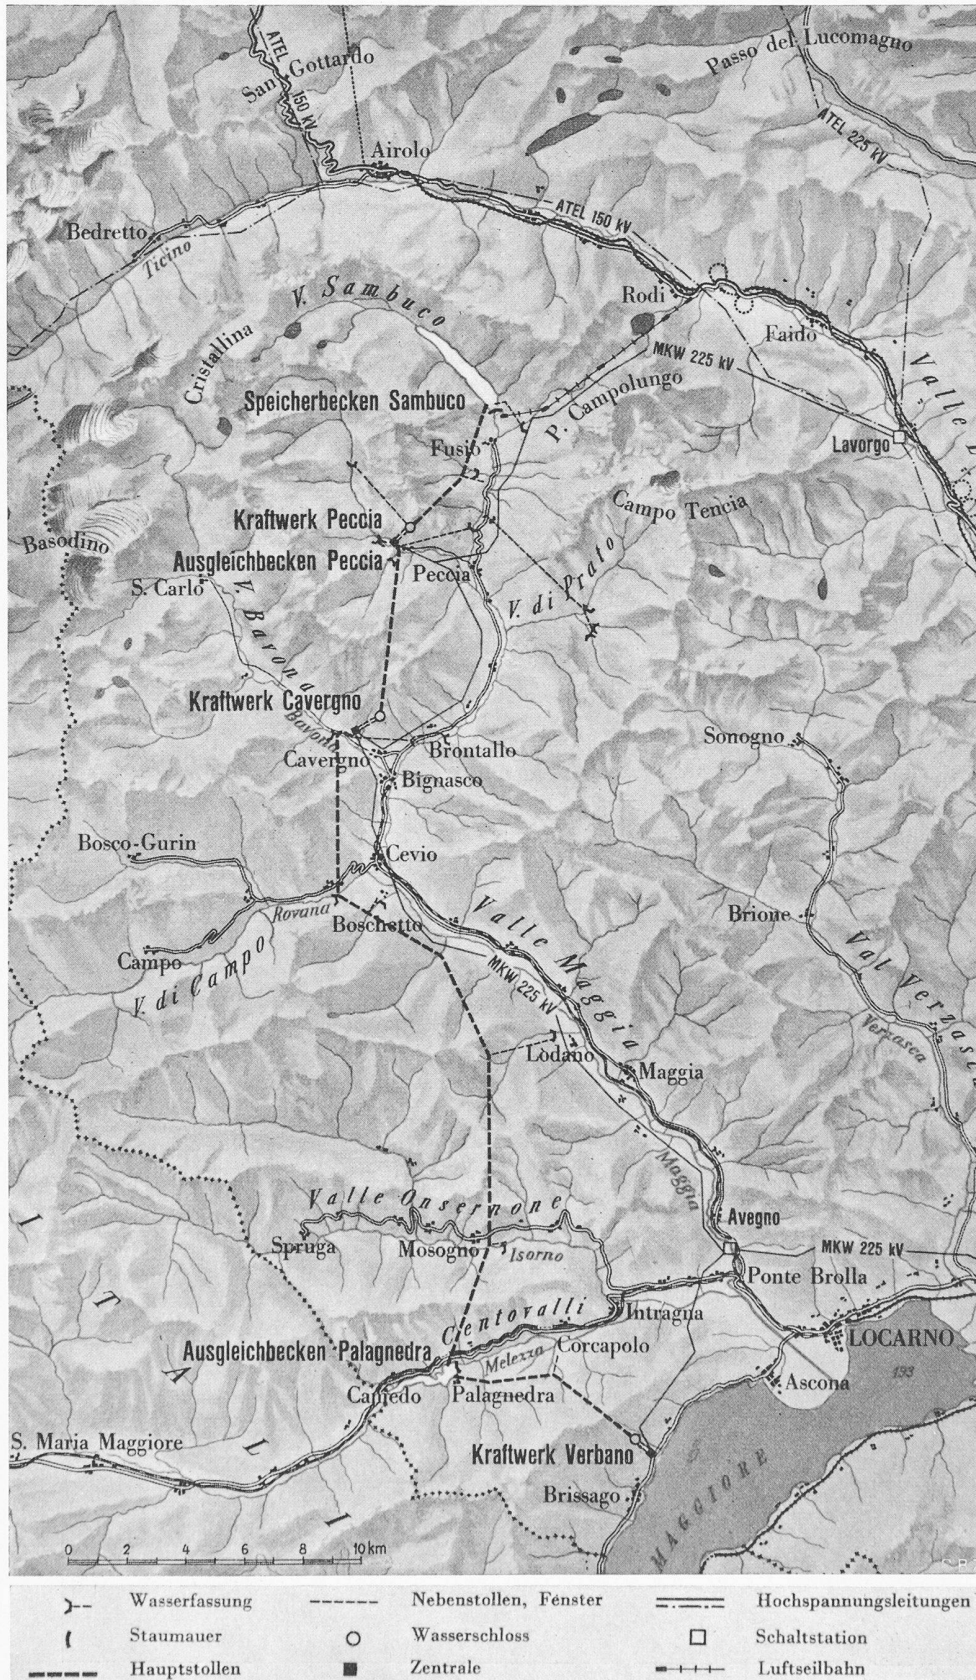 Passo del Lucomagno
ATEL
San Gottardo
150 kV
ATEL 225 kV
Airolo
ATEL 150 kV
Bedretto
Ticino
V. Sambuco
Rodi
Faido
Cristallina
MKW 225 kV
Valle L
Speicherbecken Sambuco
P. Campolungo
Fusio
Lavorgo
Campo Tencia
Kraftwerk Peccia
Basodino
Ausgleichbecken Peccia
Peccia
S. Carlo
V. di Prato
V. Bavona
Kraftwerk Cavergno
Bavona
Sonogno
Cavergno
Brontallo
Bignasco
Bosco-Gurin
Cevio
Rovana
Boschetto
Valle Maggia
Brione
Campo
V. di Campo
Val Verzas
MKW 225 kV
Verzasca
Lodano
Maggia
Maggia
Valle Onsernone
Avegno
Spruga
Mosogno
Isorno
MKW 225 kV
Ponte Brolla
Centovalli
Intragna
Ausgleichbecken Palagnedra
Melezza
Corcapolo
LOCARNO
193
Camedo
Palagnedra
Ascona
ITALI
S. Maria Maggiore
Kraftwerk Verbano
Brissago
MAGGIORE
0 2 4 6 8 10 km
Wasserfassung
Nebenstollen, Fenster
Hochspannungsleitungen
Staumauer
Wasserschloss
Schaltstation
Hauptstollen
Zentrale
Luftseilbahn